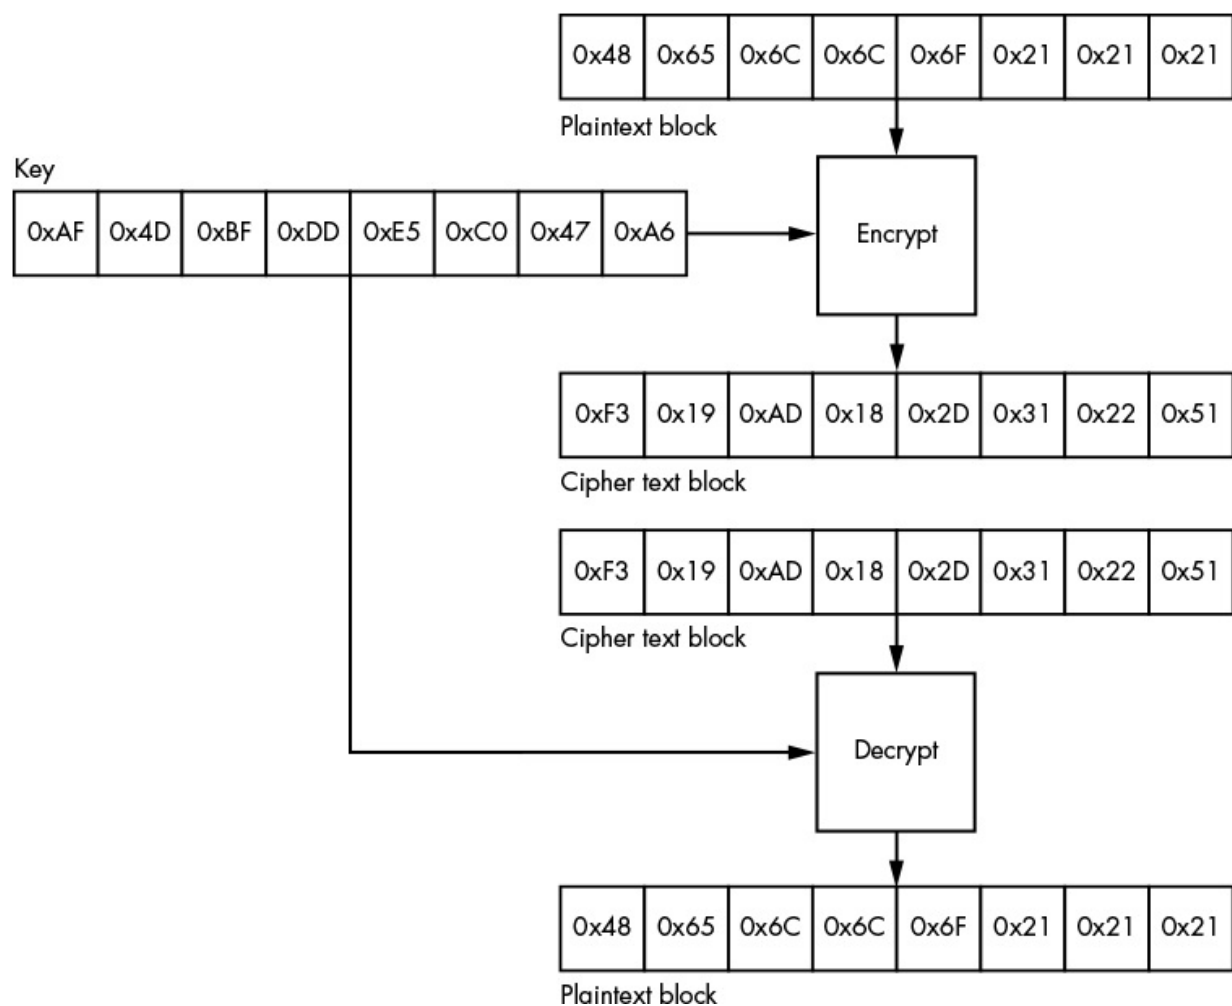 0x48 0x65 0x6C 0x6C 0x6F 0x21 0x21 0x21
Plaintext block
Key
0xAF 0x4D 0xBF 0xDD 0xE5 0xC0 0x47 0xA6
Encrypt
0xF3 0x19 0xAD 0x18 0x2D 0x31 0x22 0x51
Cipher text block
0xF3 0x19 0xAD 0x18 0x2D 0x31 0x22 0x51
Cipher text block
Decrypt
0x48 0x65 0x6C 0x6C 0x6F 0x21 0x21 0x21
Plaintext block